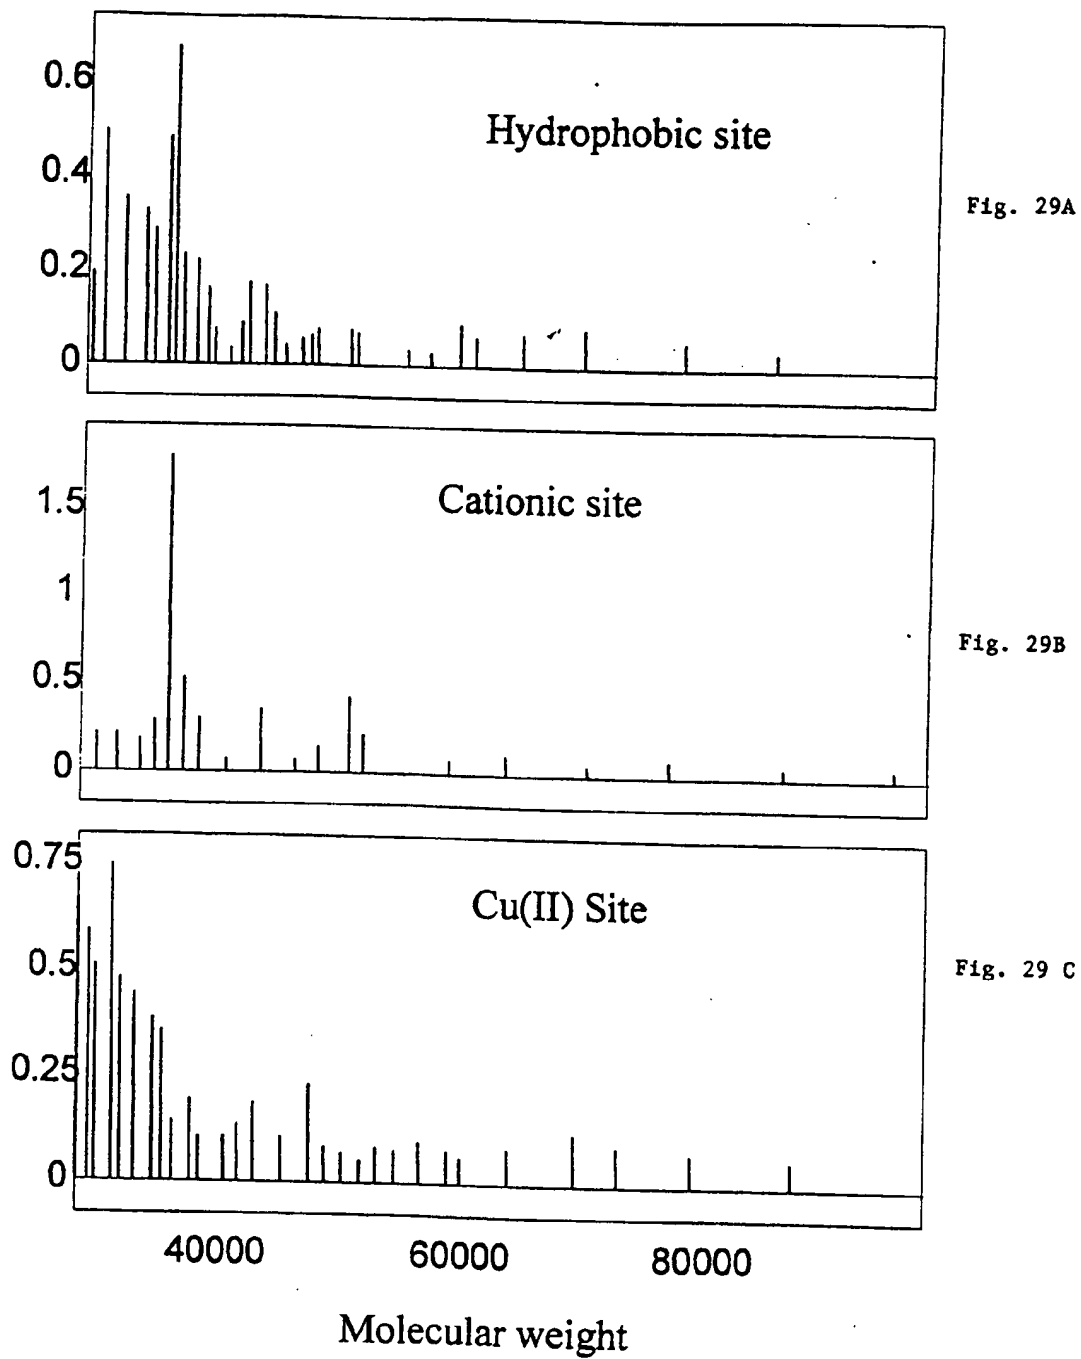 0.6
Hydrophobic site
0.4
Fig. 29A
0.2
0
1.5
Cationic site
1
Fig. 29B
0.5
0
0.75
Cu(II) Site
0.5
Fig. 29 C
0.25
0
40000 60000 80000
Molecular weight